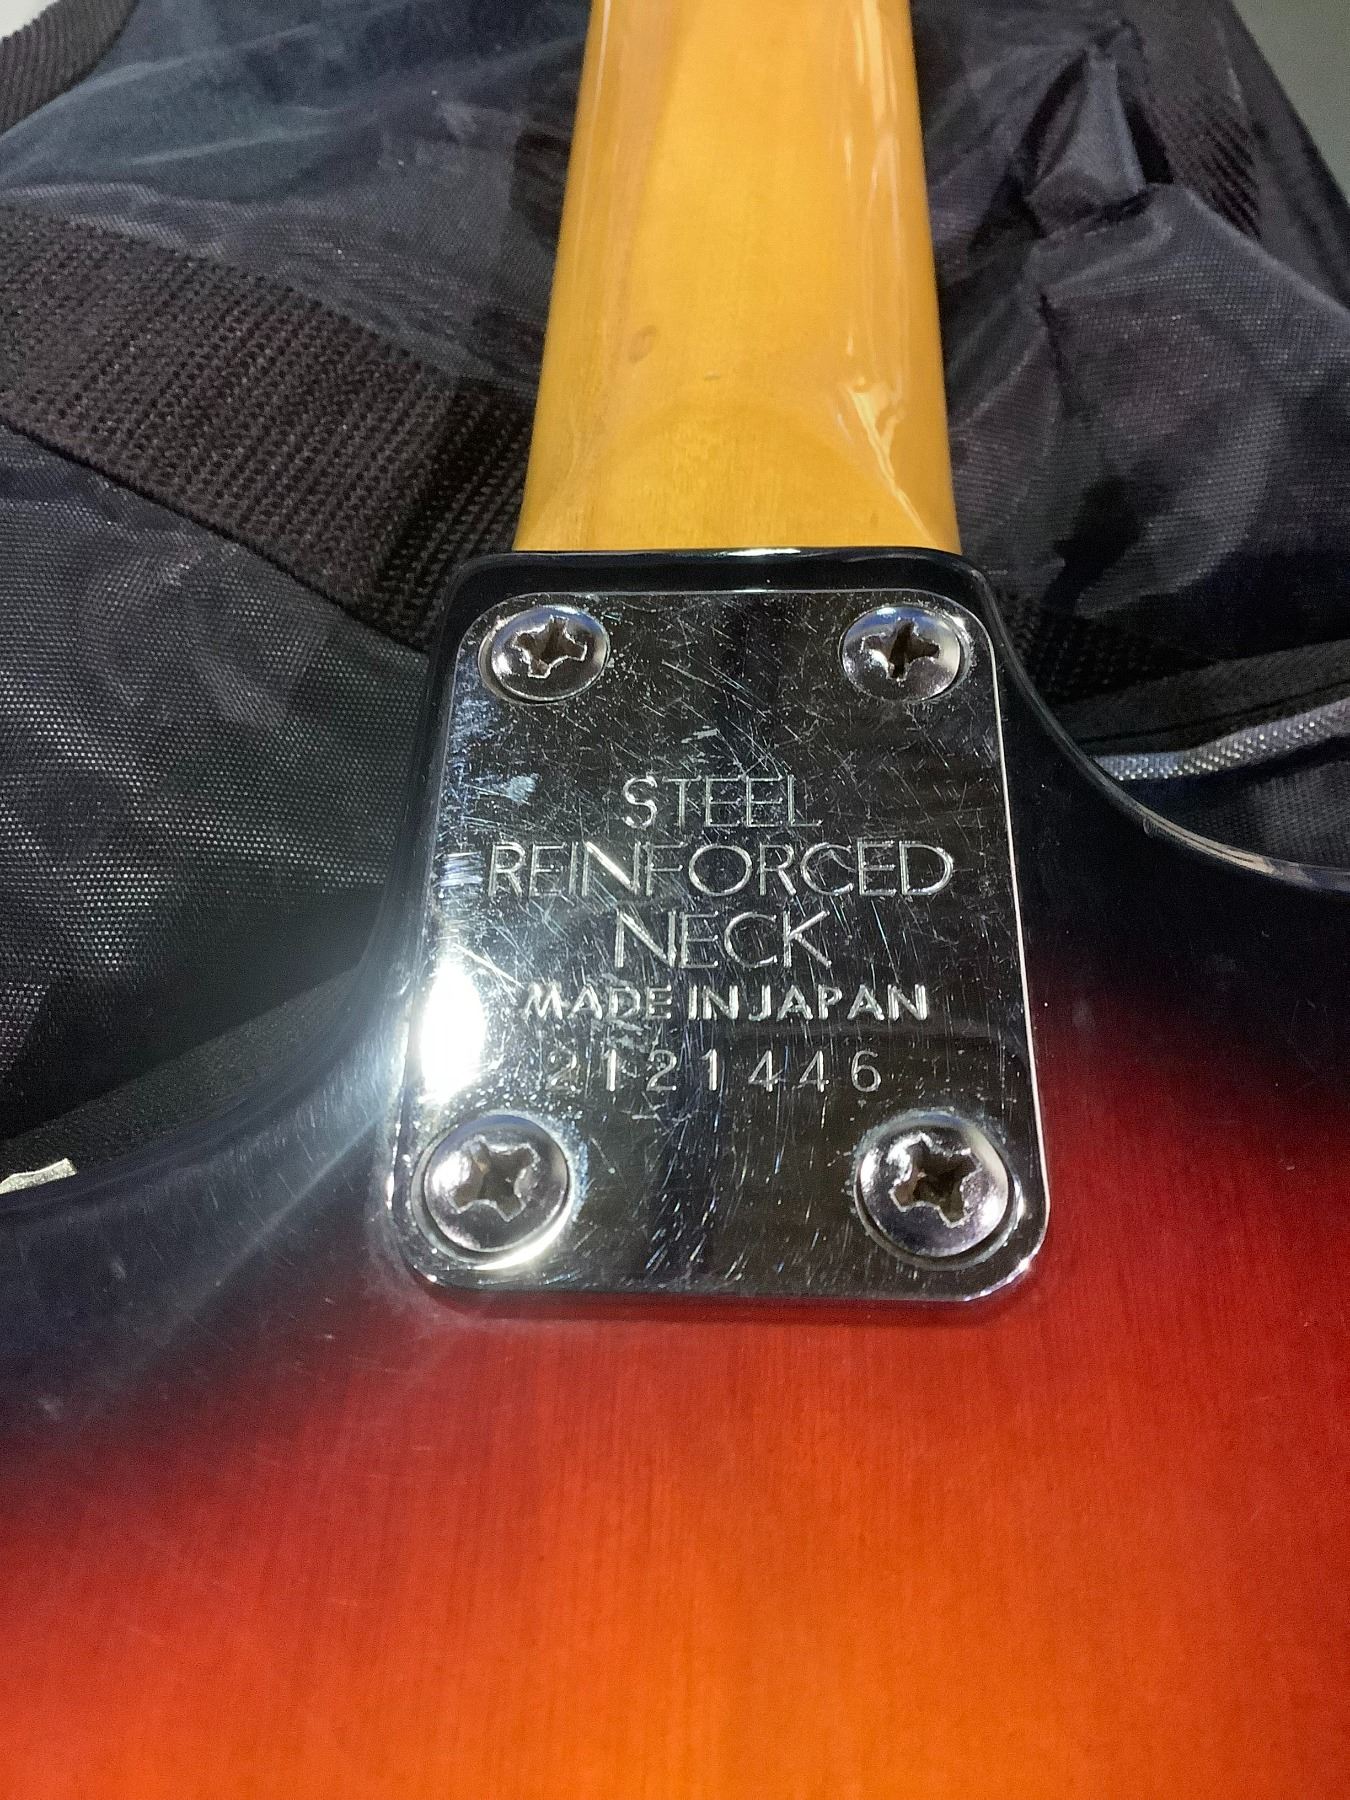 STEEL
REINFORCED
NECK
MADE IN JAPAN
2121446